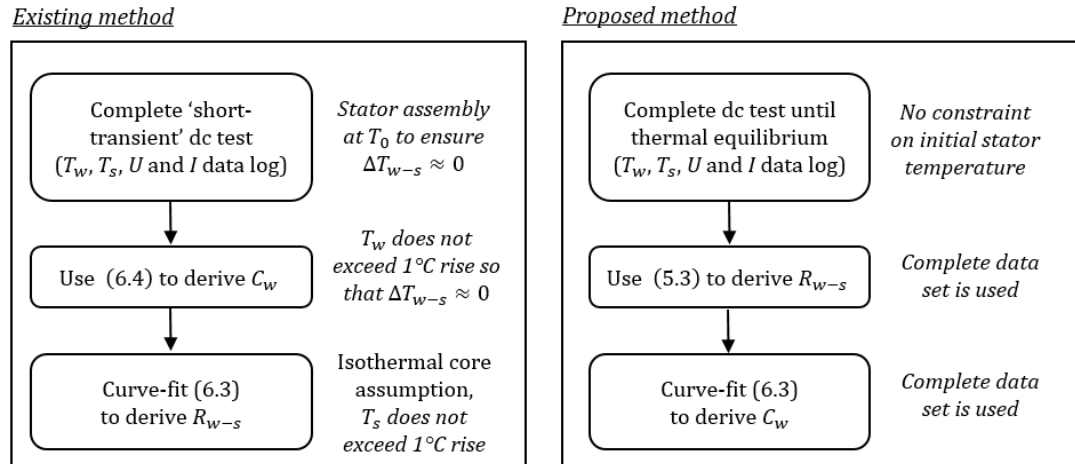 Existing method
Complete ‘short-
transient’ dc test
(T_w, T_s, U and I data log)
Stator assembly
at T_0 to ensure
ΔT_{w−s} ≈ 0
Use (6.4) to derive C_w
T_w does not
exceed 1°C rise so
that ΔT_{w−s} ≈ 0
Curve-fit (6.3)
to derive R_{w−s}
Isothermal core
assumption,
T_s does not
exceed 1°C rise
Proposed method
Complete dc test until
thermal equilibrium
(T_w, T_s, U and I data log)
No constraint
on initial stator
temperature
Use (5.3) to derive R_{w−s}
Complete data
set is used
Curve-fit (6.3)
to derive C_w
Complete data
set is used